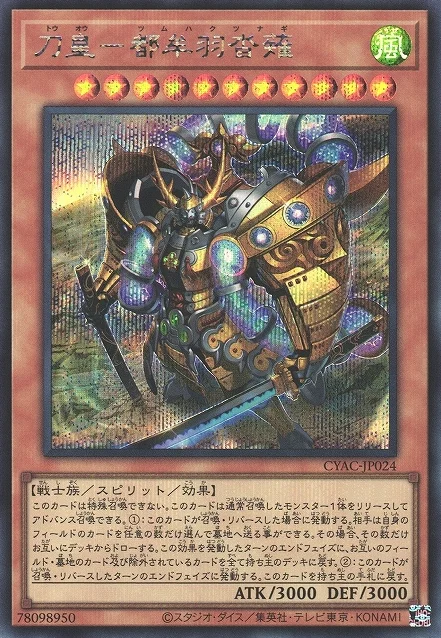 トウ オウ ツムハクツナギ
刀皇-都牟羽沓薙
風
CYAC-JP024
【戦士族/スピリット/効果】
このカードは特殊召喚できない。このカードは通常召喚したモンスター1体をリリースして
アドバンス召喚できる。①：このカードが召喚・リバースした場合に発動する。相手は自身の
フィールドのカードを任意の数だけ選んで墓地へ送る事ができる。その場合、その数だけ
お互いにデッキからドローする。この効果を発動したターンのエンドフェイズに、お互いのフィー
ルド・墓地のカード及び除外されているカードを全て持ち主のデッキに戻す。②：このカードが
召喚・リバースしたターンのエンドフェイズに発動する。このカードを持ち主の手札に戻す。
ATK/3000 DEF/3000
78098950 ©スタジオ・ダイス/集英社・テレビ東京・KONAMI